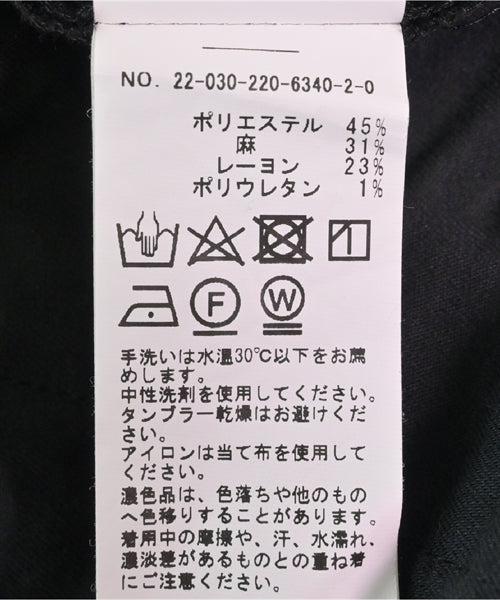 NO. 22-030-220-6340-2-0
ポリエステル 45%
麻 31%
レーヨン 23%
ポリウレタン 1%
F W
手洗いは水温30℃以下をお薦
めします。
中性洗剤を使用してください。
タンブラー乾燥はお避けくだ
さい。
アイロンは当て布を使用して
ください。
濃色品は、色落ちや他のもの
へ色移りすることがあります。
着用中の摩擦や、汗、水濡れ、
濃淡差があるものとの重ね着
にご注意ください。